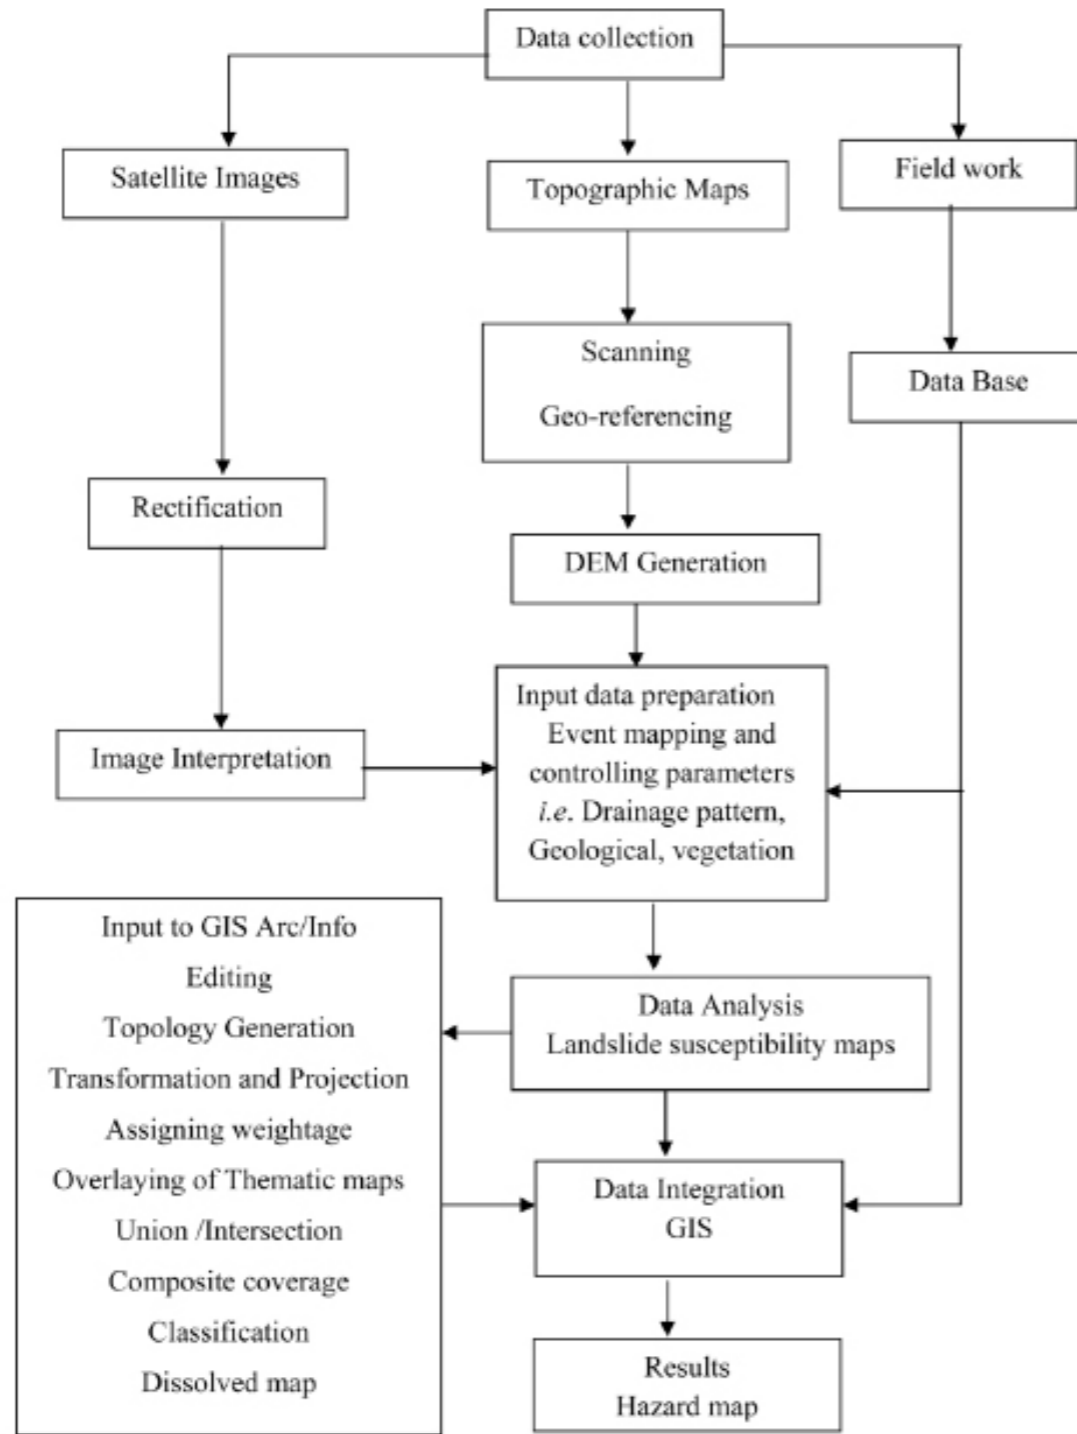 Data collection
Satellite Images
Topographic Maps
Field work
Scanning
Geo-referencing
Data Base
Rectification
DEM Generation
Input data preparation
Event mapping and
controlling parameters
i.e. Drainage pattern,
Geological, vegetation
Image Interpretation
Input to GIS Arc/Info
Editing
Topology Generation
Transformation and Projection
Assigning weightage
Overlaying of Thematic maps
Union /Intersection
Composite coverage
Classification
Dissolved map
Data Analysis
Landslide susceptibility maps
Data Integration
GIS
Results
Hazard map